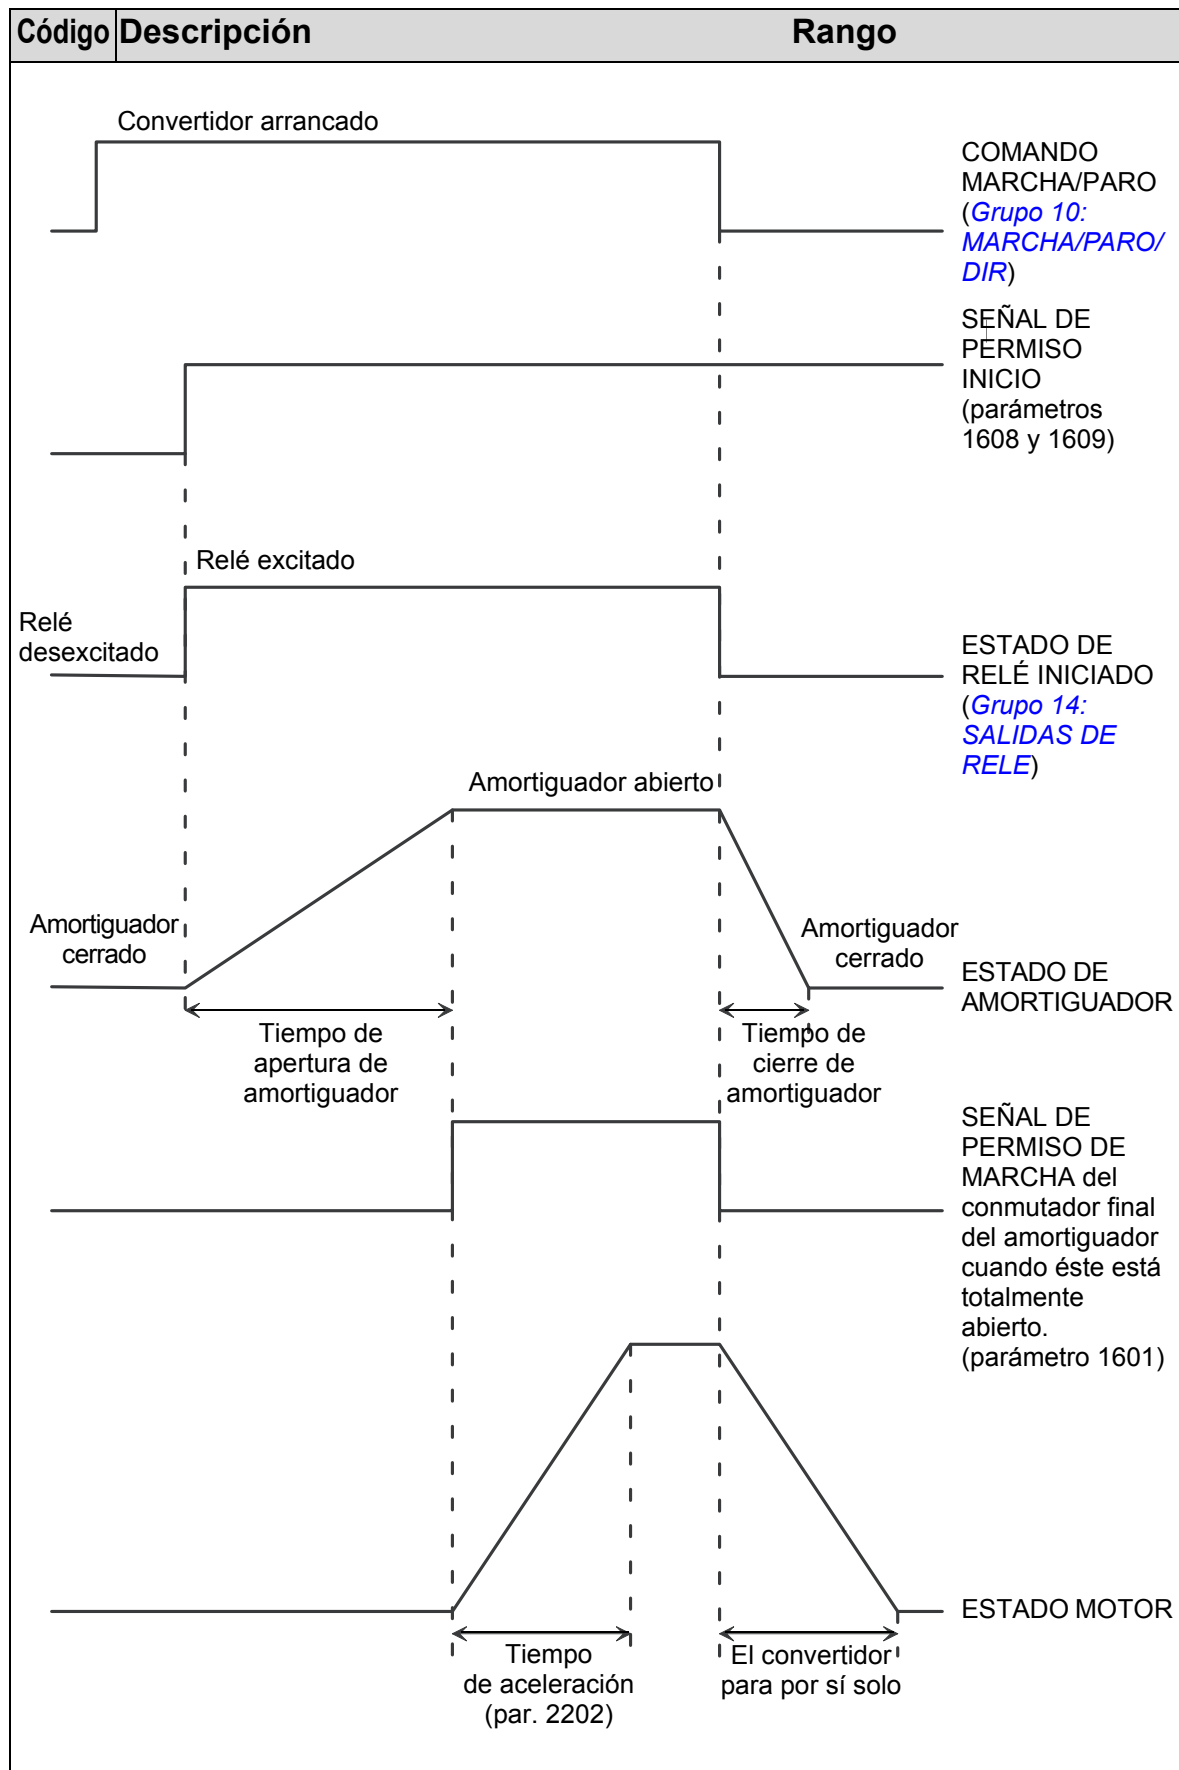 Código Descripción Rango
Convertidor arrancado
COMANDO
MARCHA/PARO
(Grupo 10:
MARCHA/PARO/
DIR)
SEÑAL DE
PERMISO
INICIO
(parámetros
1608 y 1609)
Relé excitado
Relé
desexcitado
ESTADO DE
RELÉ INICIADO
(Grupo 14:
SALIDAS DE
RELE)
Amortiguador abierto
Amortiguador
cerrado
Amortiguador
cerrado
ESTADO DE
AMORTIGUADOR
Tiempo de
apertura de
amortiguador
Tiempo de
cierre de
amortiguador
SEÑAL DE
PERMISO DE
MARCHA del
conmutador final
del amortiguador
cuando éste está
totalmente
abierto.
(parámetro 1601)
ESTADO MOTOR
Tiempo
de aceleración
(par. 2202)
El convertidor
para por sí solo